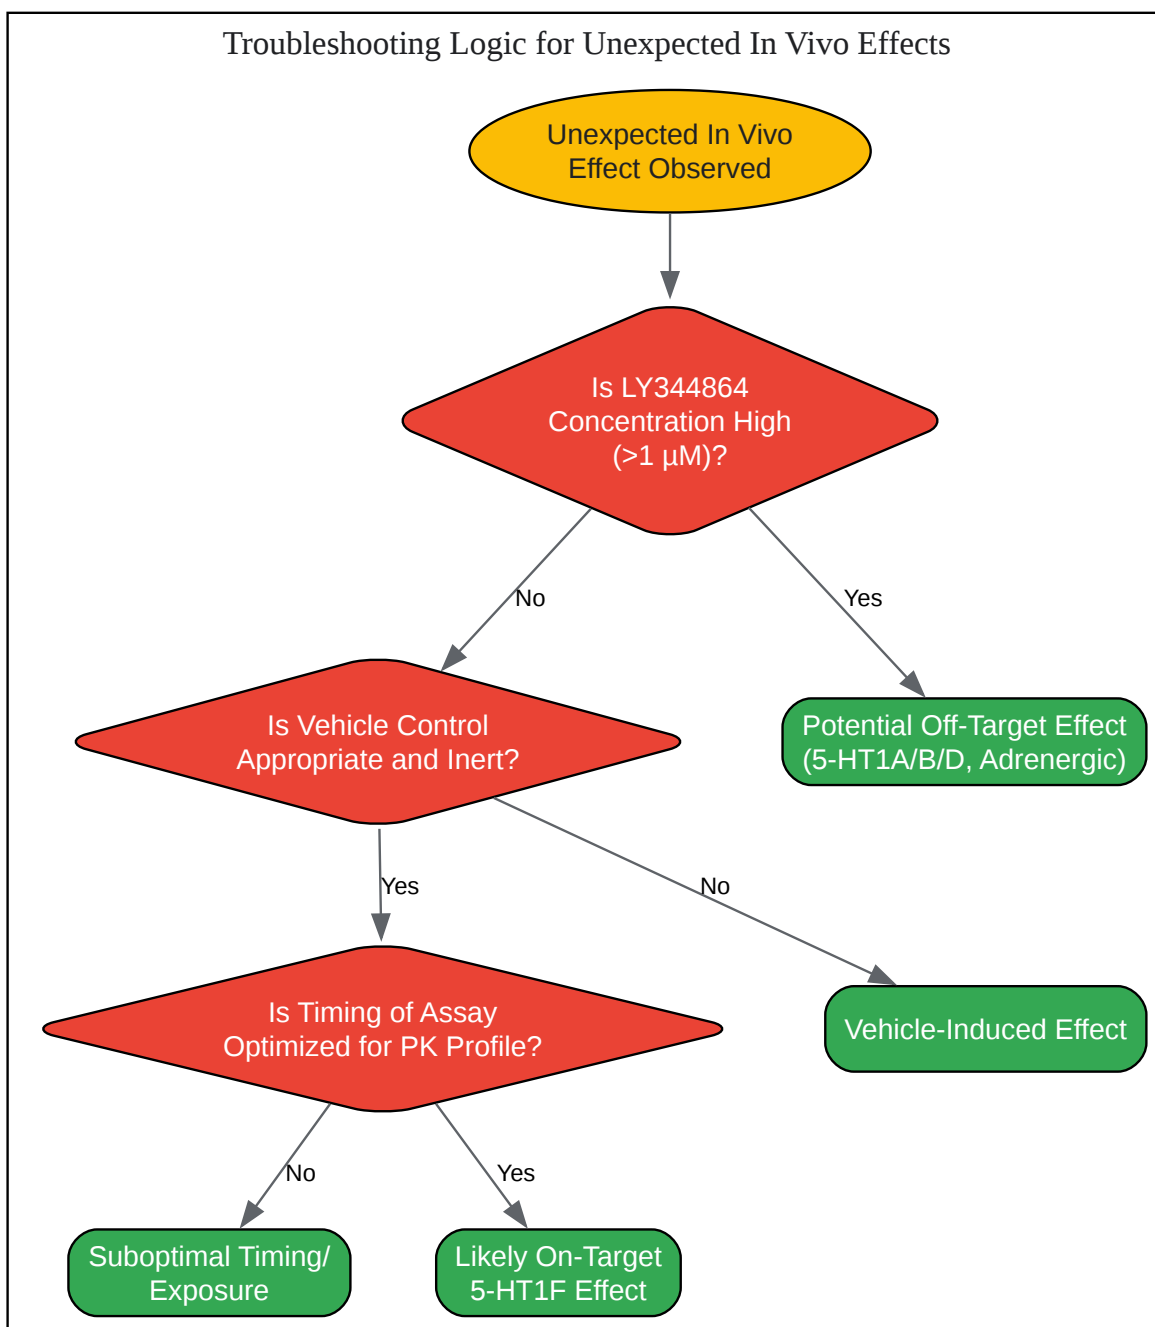 Troubleshooting Logic for Unexpected In Vivo Effects
Unexpected In Vivo
Effect Observed
Is LY344864
Concentration High
(>1 µM)?
No
Yes
Is Vehicle Control
Appropriate and Inert?
Potential Off-Target Effect
(5-HT1A/B/D, Adrenergic)
Yes
No
Is Timing of Assay
Optimized for PK Profile?
Vehicle-Induced Effect
No
Yes
Suboptimal Timing/
Exposure
Likely On-Target
5-HT1F Effect